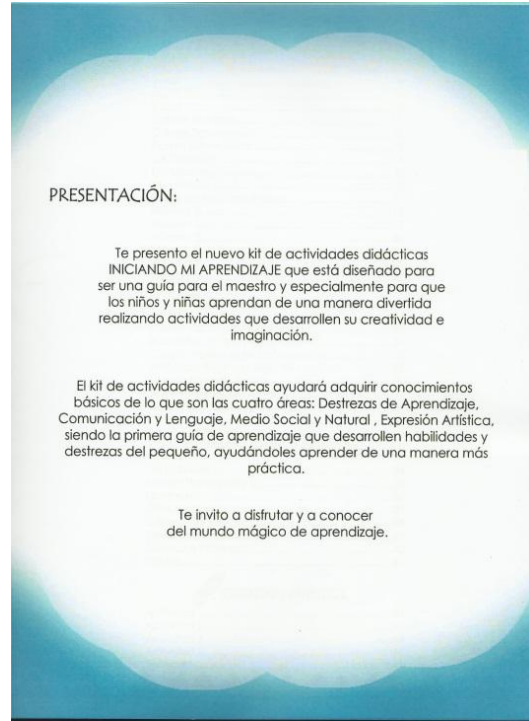 PRESENTACIÓN:
Te presento el nuevo kit de actividades didácticas
INICIANDO MI APRENDIZAJE que está diseñado para
ser una guía para el maestro y especialmente para que
los niños y niñas aprendan de una manera divertida
realizando actividades que desarrollen su creatividad e
imaginación.
El kit de actividades didácticas ayudará adquirir conocimientos
básicos de lo que son las cuatro áreas: Destrezas de Aprendizaje,
Comunicación y Lenguaje, Medio Social y Natural , Expresión Artística,
siendo la primera guía de aprendizaje que desarrollen habilidades y
destrezas del pequeño, ayudándoles aprender de una manera más
práctica.
Te invito a disfrutar y a conocer
del mundo mágico de aprendizaje.